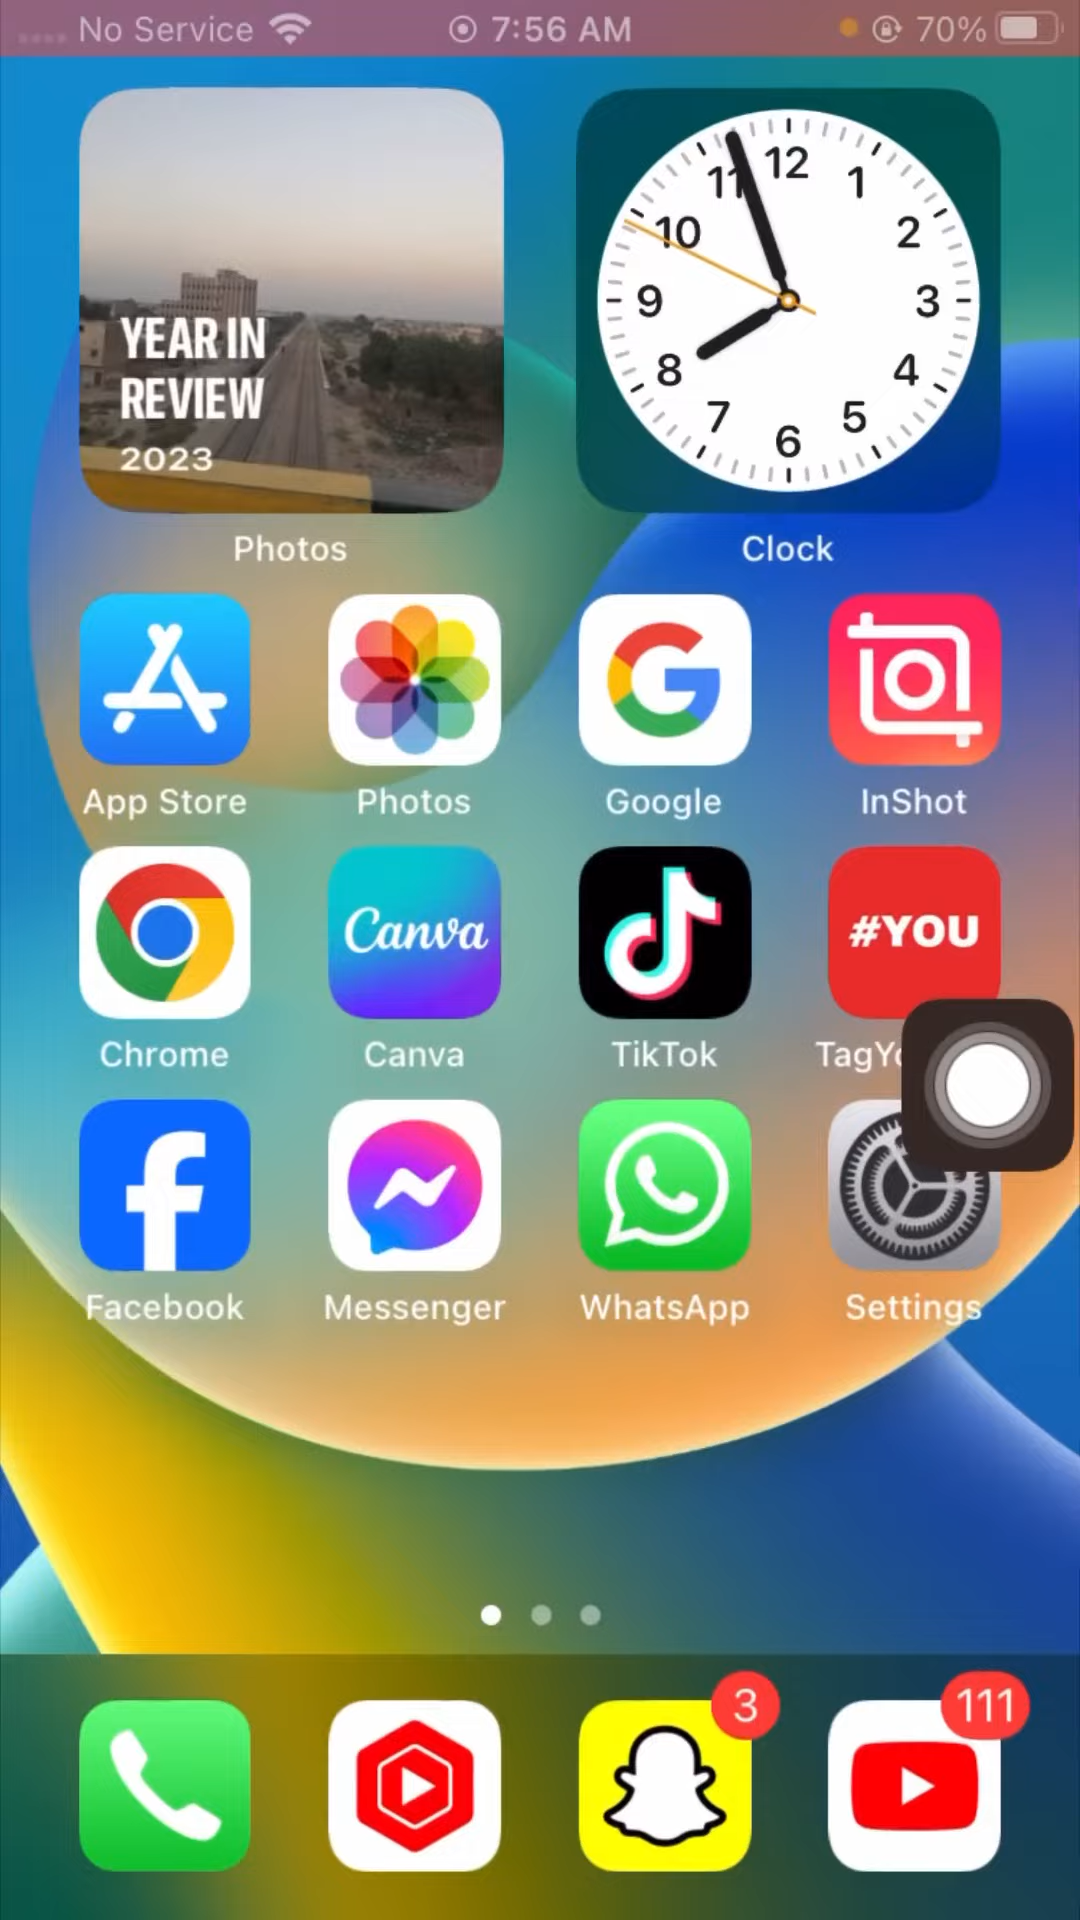 No Service 7:56 AM 70%
YEAR IN
REVIEW
2023
12
11 1
10 2
9 3
8 4
7 5
6
Photos Clock
App Store Photos Google InShot
Canva #YOU
Chrome Canva TikTok TagYo
Facebook Messenger WhatsApp Settings
3 111